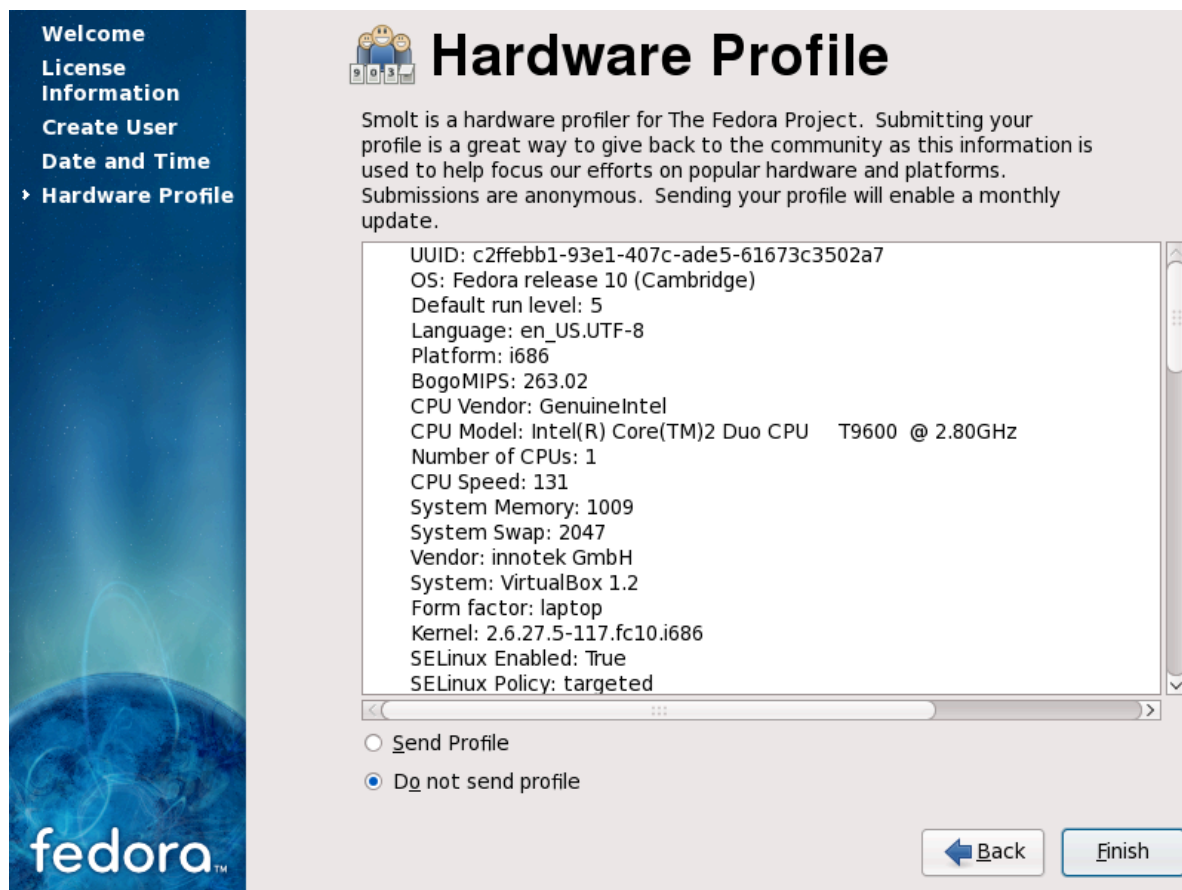 Welcome
License
Information
Create User
Date and Time
Hardware Profile
fedora™
9 0 3
Hardware Profile
Smolt is a hardware profiler for The Fedora Project. Submitting your
profile is a great way to give back to the community as this information is
used to help focus our efforts on popular hardware and platforms.
Submissions are anonymous. Sending your profile will enable a monthly
update.
UUID: c2ffebb1-93e1-407c-ade5-61673c3502a7
OS: Fedora release 10 (Cambridge)
Default run level: 5
Language: en_US.UTF-8
Platform: i686
BogoMIPS: 263.02
CPU Vendor: GenuineIntel
CPU Model: Intel(R) Core(TM)2 Duo CPU T9600 @ 2.80GHz
Number of CPUs: 1
CPU Speed: 131
System Memory: 1009
System Swap: 2047
Vendor: innotek GmbH
System: VirtualBox 1.2
Form factor: laptop
Kernel: 2.6.27.5-117.fc10.i686
SELinux Enabled: True
SELinux Policy: targeted
Send Profile
Do not send profile
Back
Finish